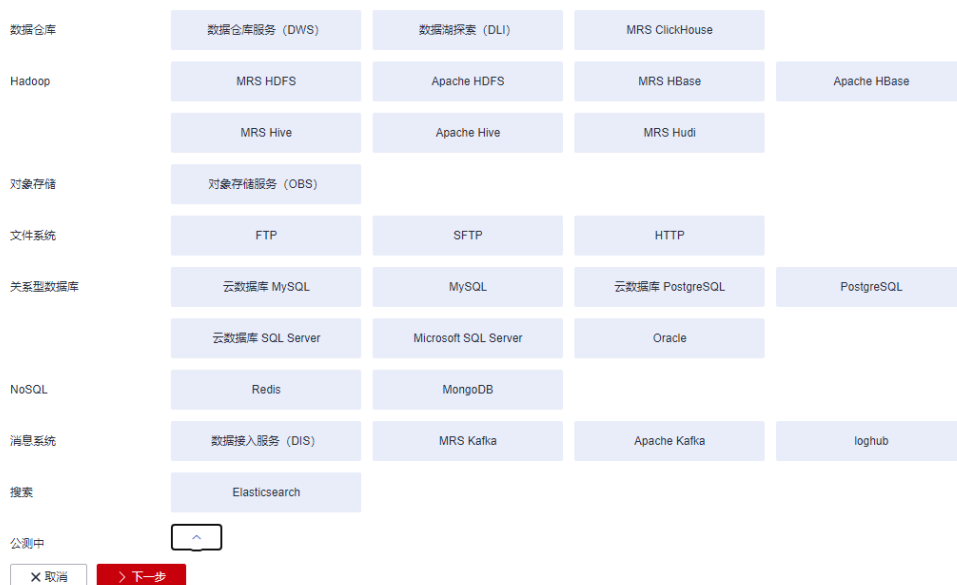 数据仓库 数据仓库服务（DWS） 数据湖探索（DLI） MRS ClickHouse
Hadoop MRS HDFS Apache HDFS MRS HBase Apache HBase
MRS Hive Apache Hive MRS Hudi
对象存储 对象存储服务（OBS）
文件系统 FTP SFTP HTTP
关系型数据库 云数据库 MySQL MySQL 云数据库 PostgreSQL PostgreSQL
云数据库 SQL Server Microsoft SQL Server Oracle
NoSQL Redis MongoDB
消息系统 数据接入服务（DIS） MRS Kafka Apache Kafka loghub
搜索 Elasticsearch
公测中
取消 下一步